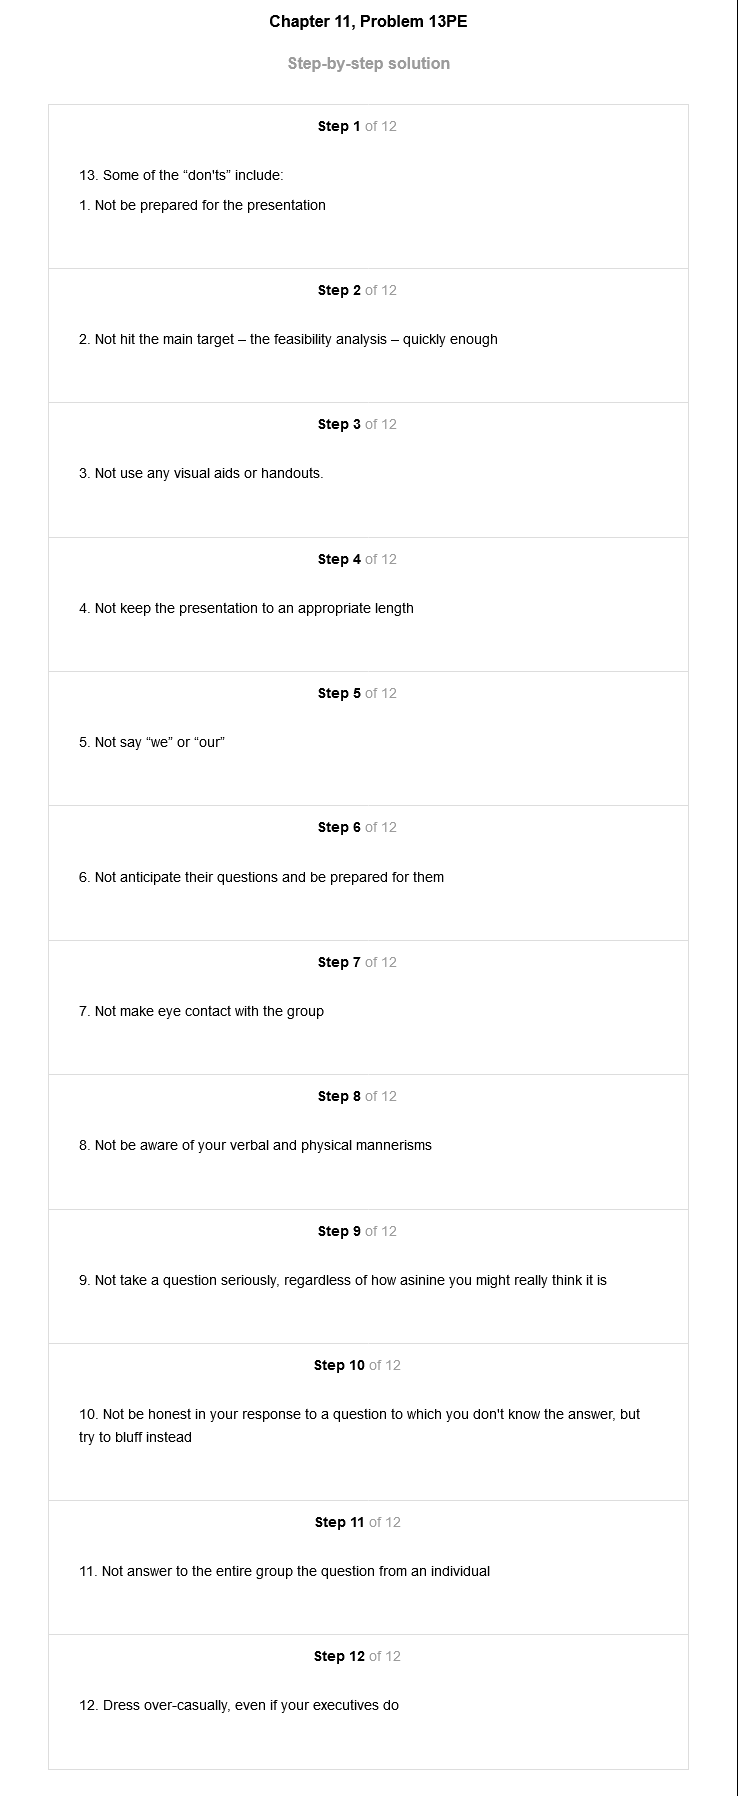 Chapter 11, Problem 13PE
Step-by-step solution
Step 1 of 12
13. Some of the “don'ts” include:
1. Not be prepared for the presentation
Step 2 of 12
2. Not hit the main target – the feasibility analysis – quickly enough
Step 3 of 12
3. Not use any visual aids or handouts.
Step 4 of 12
4. Not keep the presentation to an appropriate length
Step 5 of 12
5. Not say “we” or “our”
Step 6 of 12
6. Not anticipate their questions and be prepared for them
Step 7 of 12
7. Not make eye contact with the group
Step 8 of 12
8. Not be aware of your verbal and physical mannerisms
Step 9 of 12
9. Not take a question seriously, regardless of how asinine you might really think it is
Step 10 of 12
10. Not be honest in your response to a question to which you don't know the answer, but
try to bluff instead
Step 11 of 12
11. Not answer to the entire group the question from an individual
Step 12 of 12
12. Dress over-casually, even if your executives do